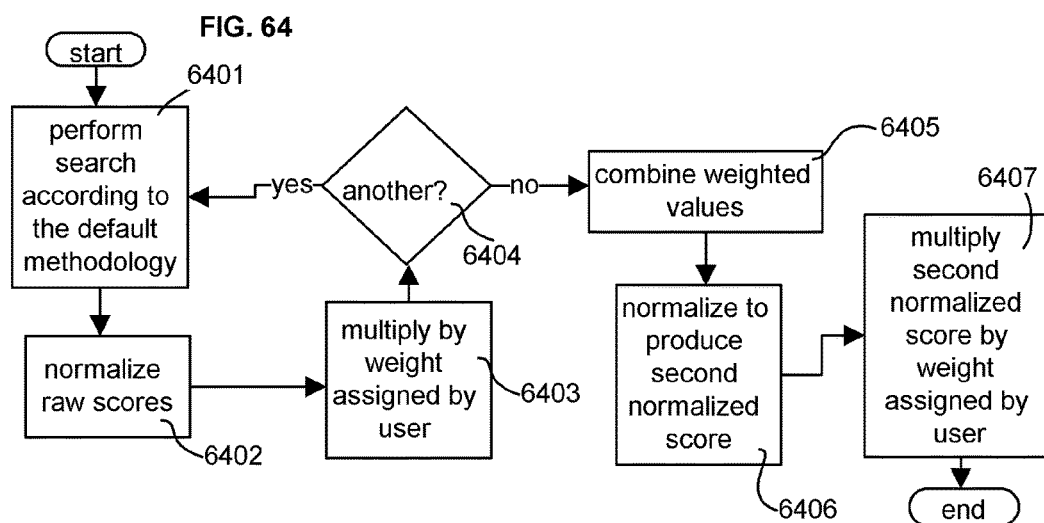 FIG. 64
start
6401
perform
search
according to
the default
methodology
normalize
raw scores
6402
multiply by
weight
assigned by
user
6403
another?
6404
yes
no
combine weighted
values
6405
normalize to
produce
second
normalized
score
6406
6407
multiply
second
normalized
score by
weight
assigned by
user
end